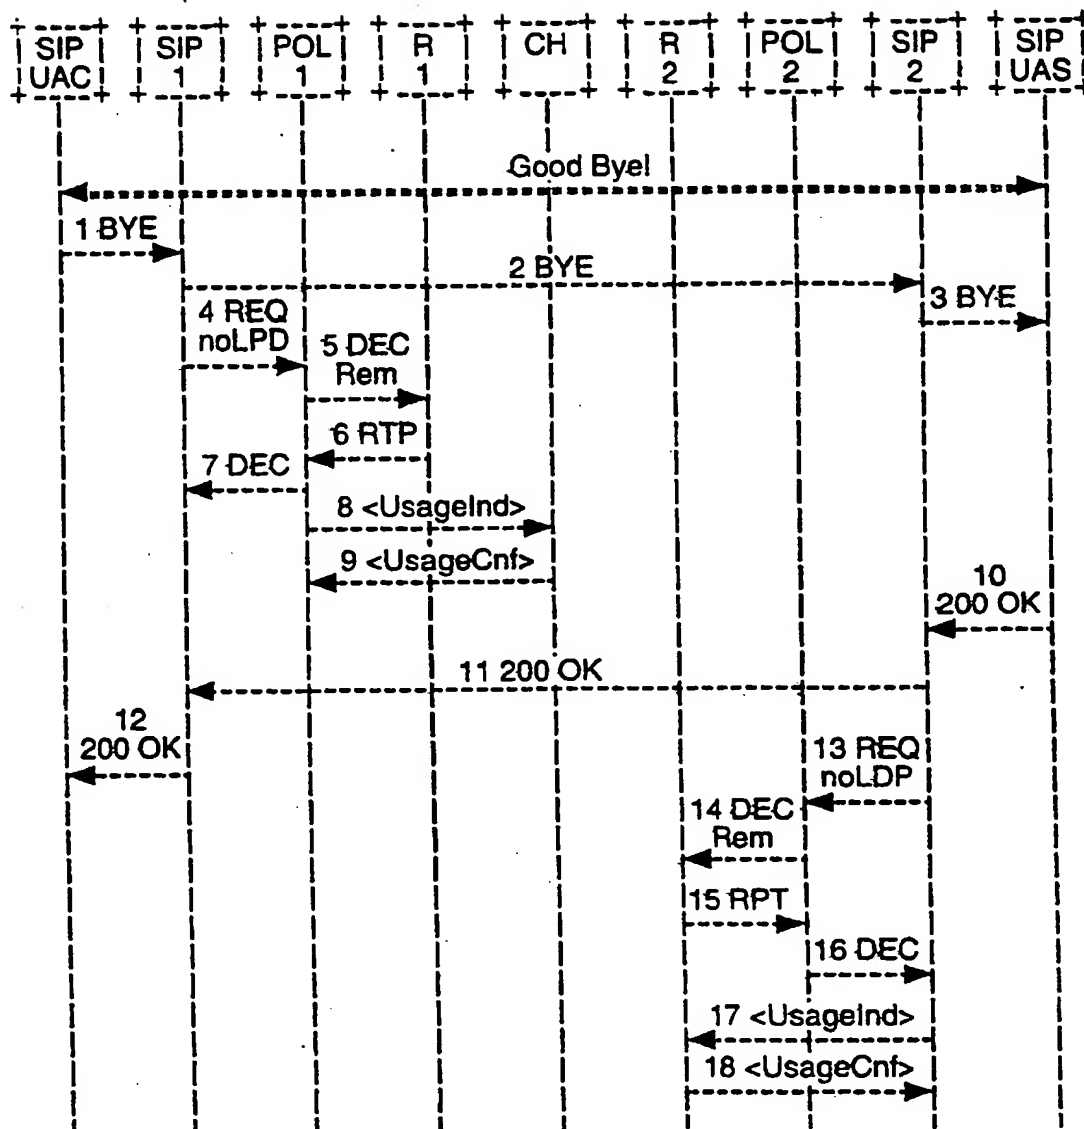 SIP UAC
SIP 1
POL 1
R 1
CH
R 2
POL 2
SIP 2
SIP UAS
Good Bye!
1 BYE
2 BYE
3 BYE
4 REQ
noLPD
5 DEC
Rem
6 RTP
7 DEC
8 <UsageInd>
9 <UsageCnf>
10
200 OK
11 200 OK
12
200 OK
13 REQ
noLDP
14 DEC
Rem
15 RPT
16 DEC
17 <UsageInd>
18 <UsageCnf>